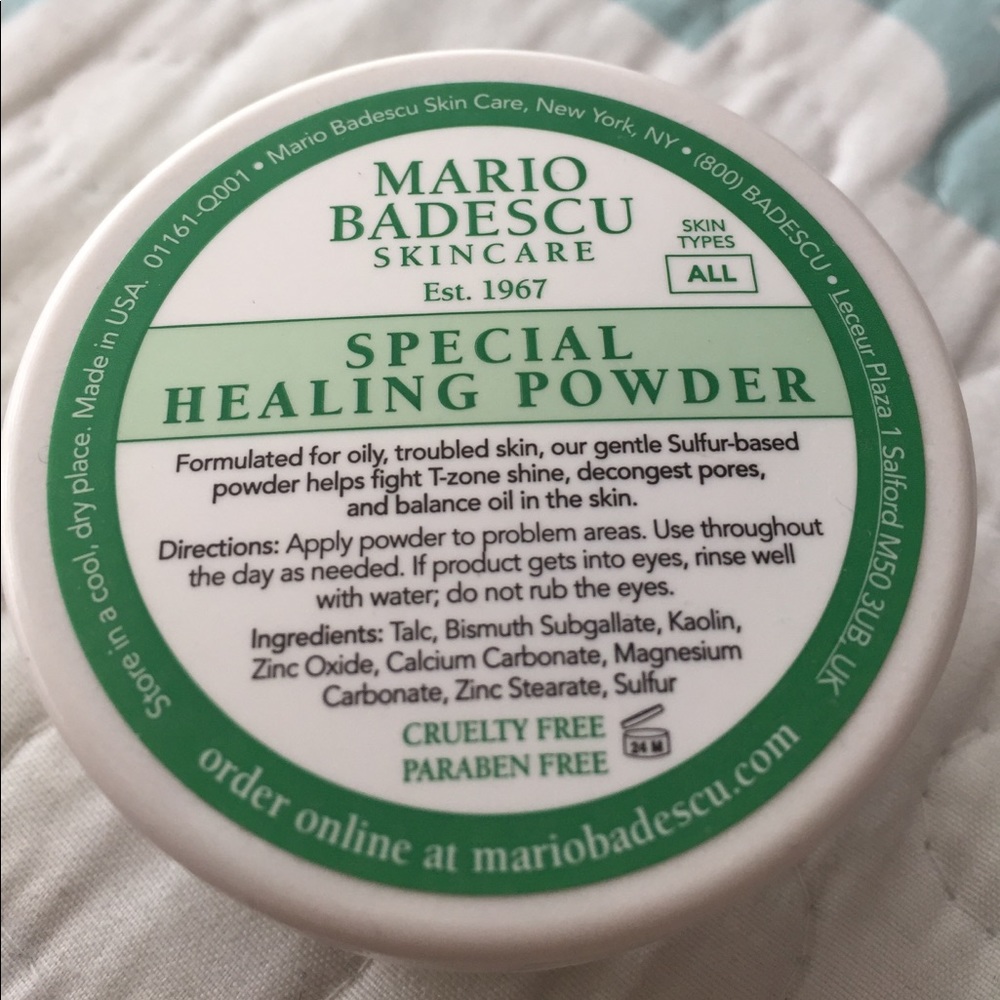 MARIO
BADESCU
SKINCARE
Est. 1967
SKIN
TYPES
ALL
SPECIAL
HEALING POWDER
Formulated for oily, troubled skin, our gentle Sulfur-based
powder helps fight T-zone shine, decongest pores,
and balance oil in the skin.
Directions: Apply powder to problem areas. Use throughout
the day as needed. If product gets into eyes, rinse well
with water; do not rub the eyes.
Ingredients: Talc, Bismuth Subgallate, Kaolin,
Zinc Oxide, Calcium Carbonate, Magnesium
Carbonate, Zinc Stearate, Sulfur
CRUELTY FREE
PARABEN FREE
24 M
Store in a cool, dry place. Made in USA. 01161-Q001 • Mario Badescu Skin Care, New York, NY • (800) BADESCU • Leceur Plaza 1 Salford M50 3UB, UK
order online at mariobadescu.com